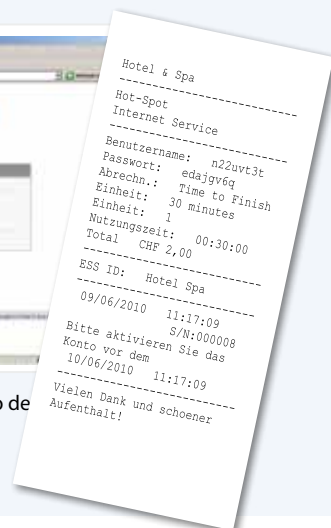 Hotel & Spa
Hot-Spot
Internet Service
Benutzername: n22uvt3t
Passwort: edajgv6q
Abrechn.: Time to Finish
Einheit: 30 minutes
Einheit: 1
Nutzungszeit: 00:30:00
Total CHF 2,00
ESS ID: Hotel Spa
09/06/2010 11:17:09
S/N:000008
Bitte aktivieren Sie das
Konto vor dem
10/06/2010 11:17:09
Vielen Dank und schoener
Aufenthalt!
de